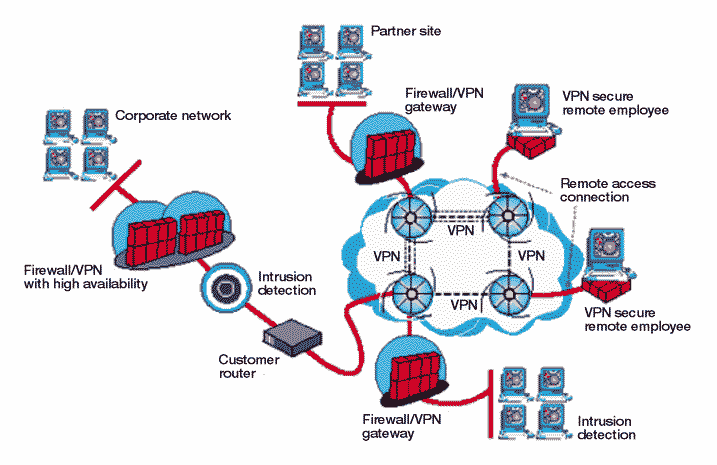 Partner site
Firewall/VPN
gateway
VPN secure
remote employee
Corporate network
Remote access
connection
VPN
VPN
VPN
VPN
Firewall/VPN
with high availability
Intrusion
detection
VPN secure
remote employee
Customer
router
Firewall/VPN
gateway
Intrusion
detection